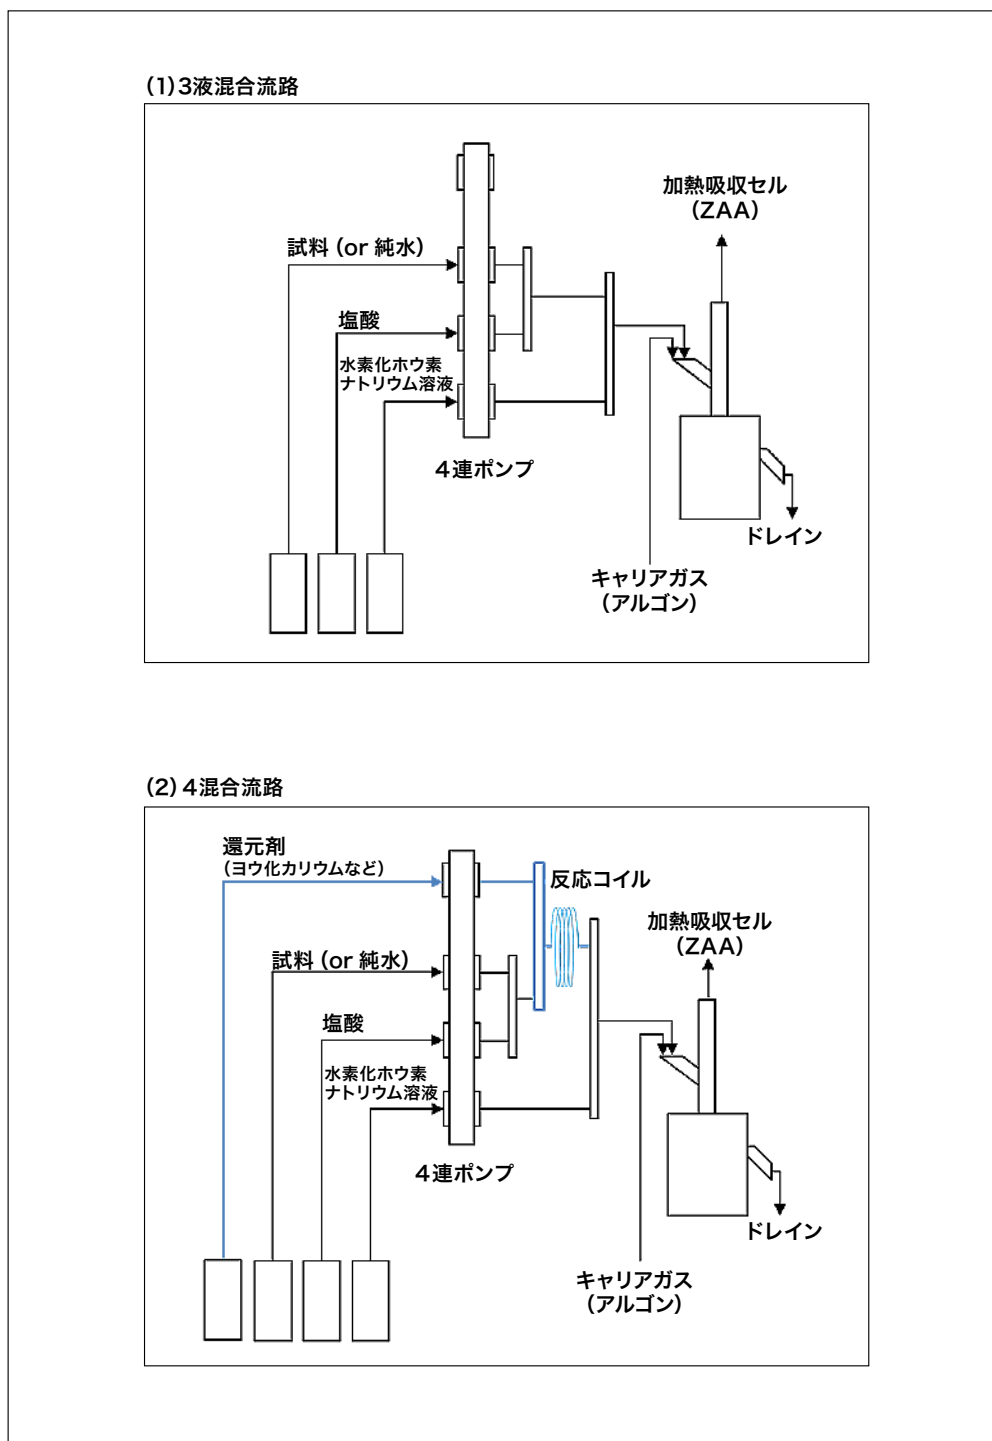 (1)3液混合流路
加熱吸収セル
(ZAA)
試料 (or 純水)
塩酸
水素化ホウ素
ナトリウム溶液
4連ポンプ
ドレイン
キャリアガス
(アルゴン)
(2) 4混合流路
還元剤
(ヨウ化カリウムなど)
反応コイル
加熱吸収セル
(ZAA)
試料 (or 純水)
塩酸
水素化ホウ素
ナトリウム溶液
4連ポンプ
ドレイン
キャリアガス
(アルゴン)